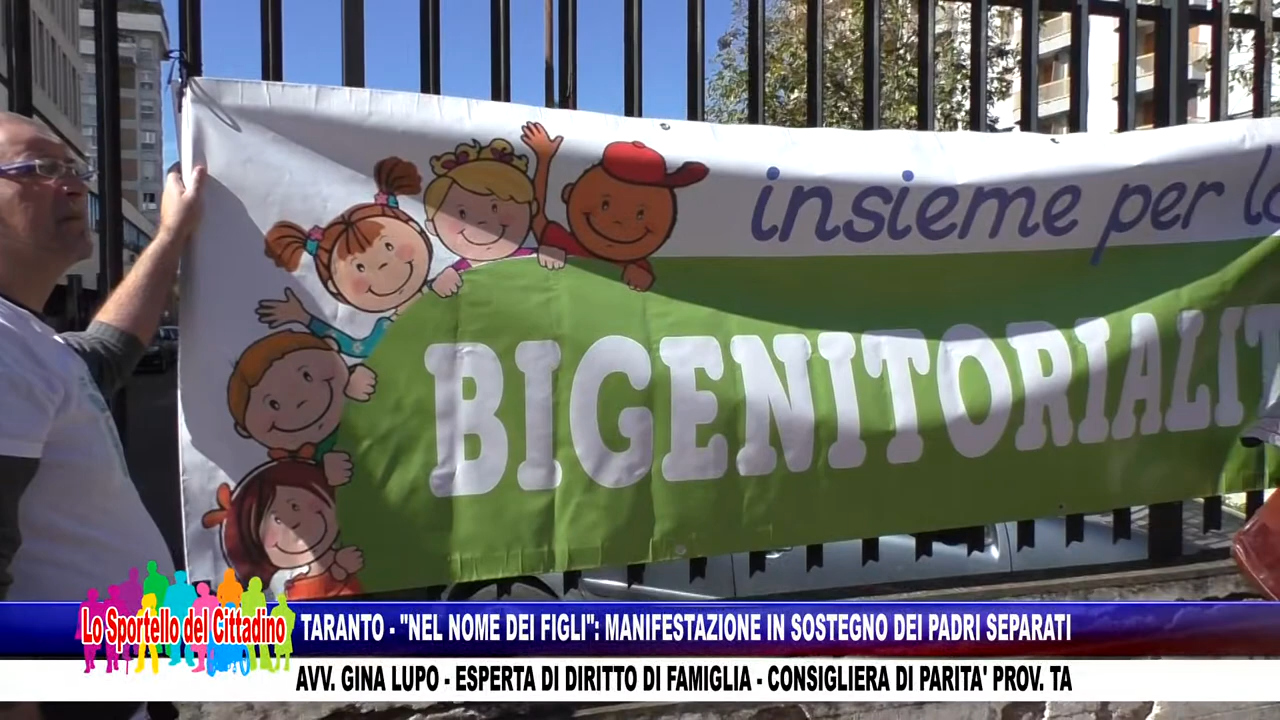 insieme per
BIGENITORIALIT
Lo Sportello del Cittadino
TARANTO - "NEL NOME DEI FIGLI": MANIFESTAZIONE IN SOSTEGNO DEI PADRI SEPARATI
AVV. GINA LUPO - ESPERTA DI DIRITTO DI FAMIGLIA - CONSIGLIERA DI PARITA' PROV. TA